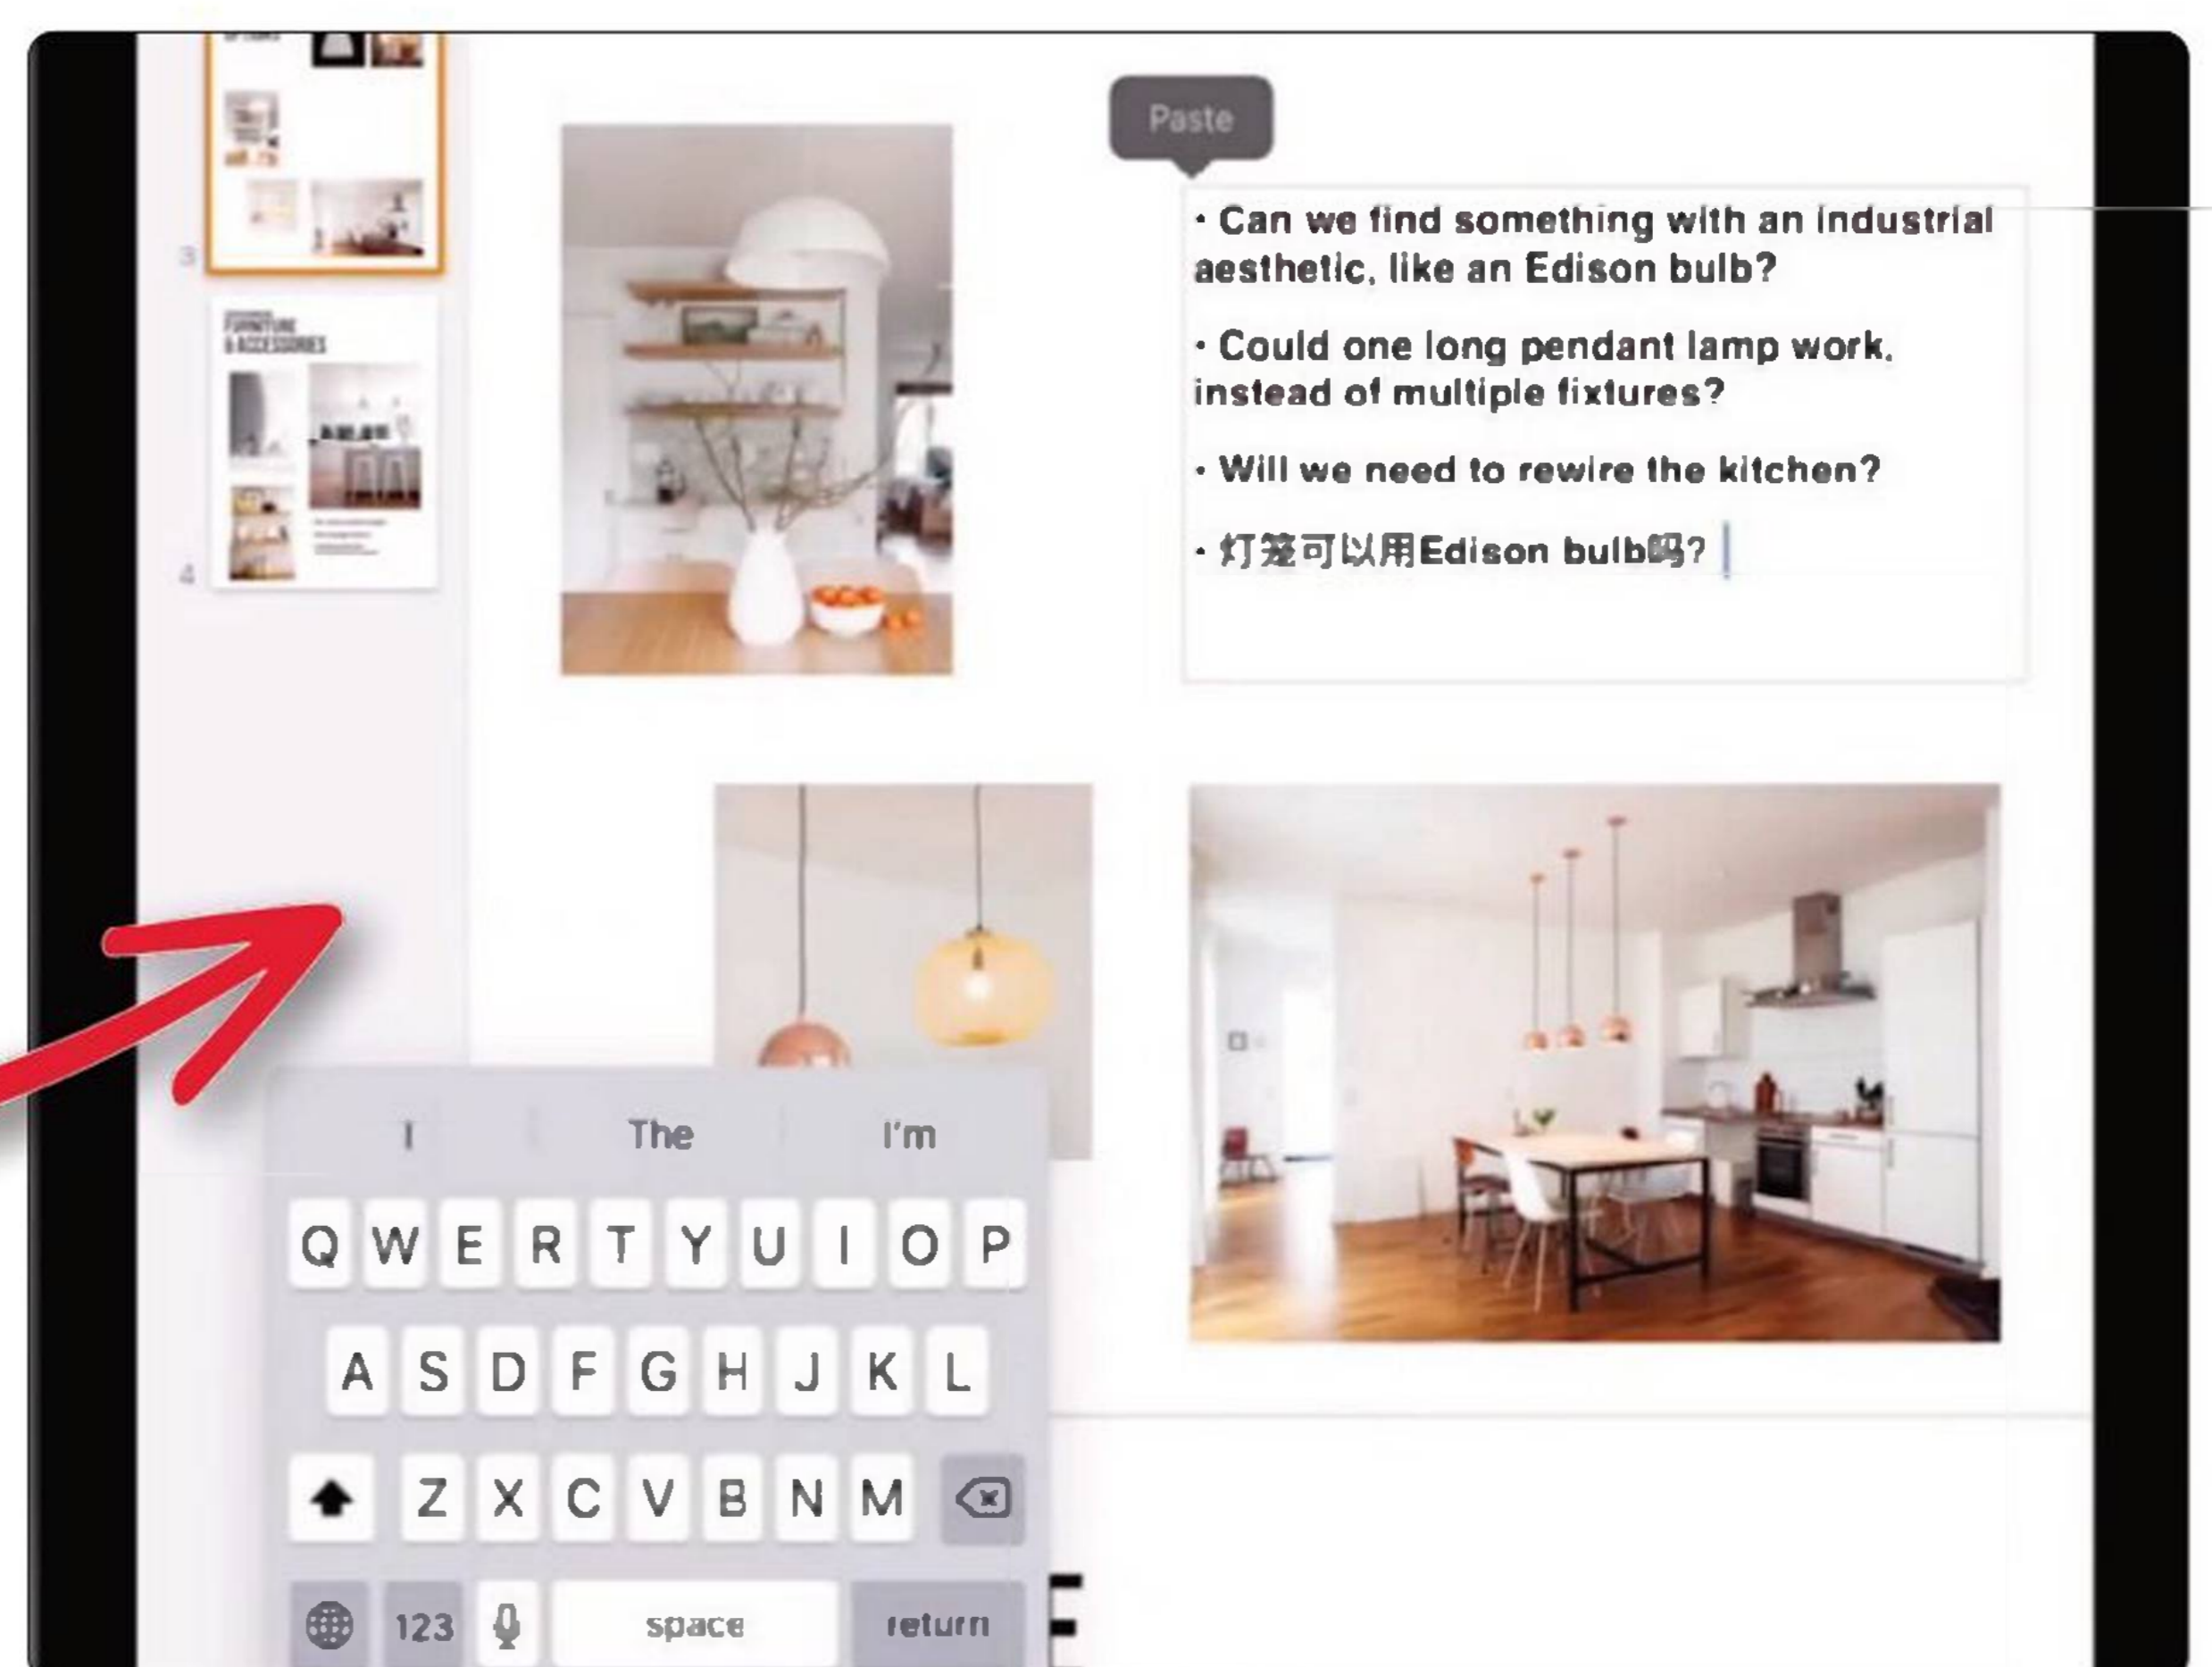 3
FURNITURE
& ACCESSORIES
4
Paste
• Can we find something with an industrial
aesthetic, like an Edison bulb?
• Could one long pendant lamp work,
instead of multiple fixtures?
• Will we need to rewire the kitchen?
• 灯笼可以用Edison bulb吗?
I The I'm
Q W E R T Y U I O P
A S D F G H J K L
Z X C V B N M
123 space return
E